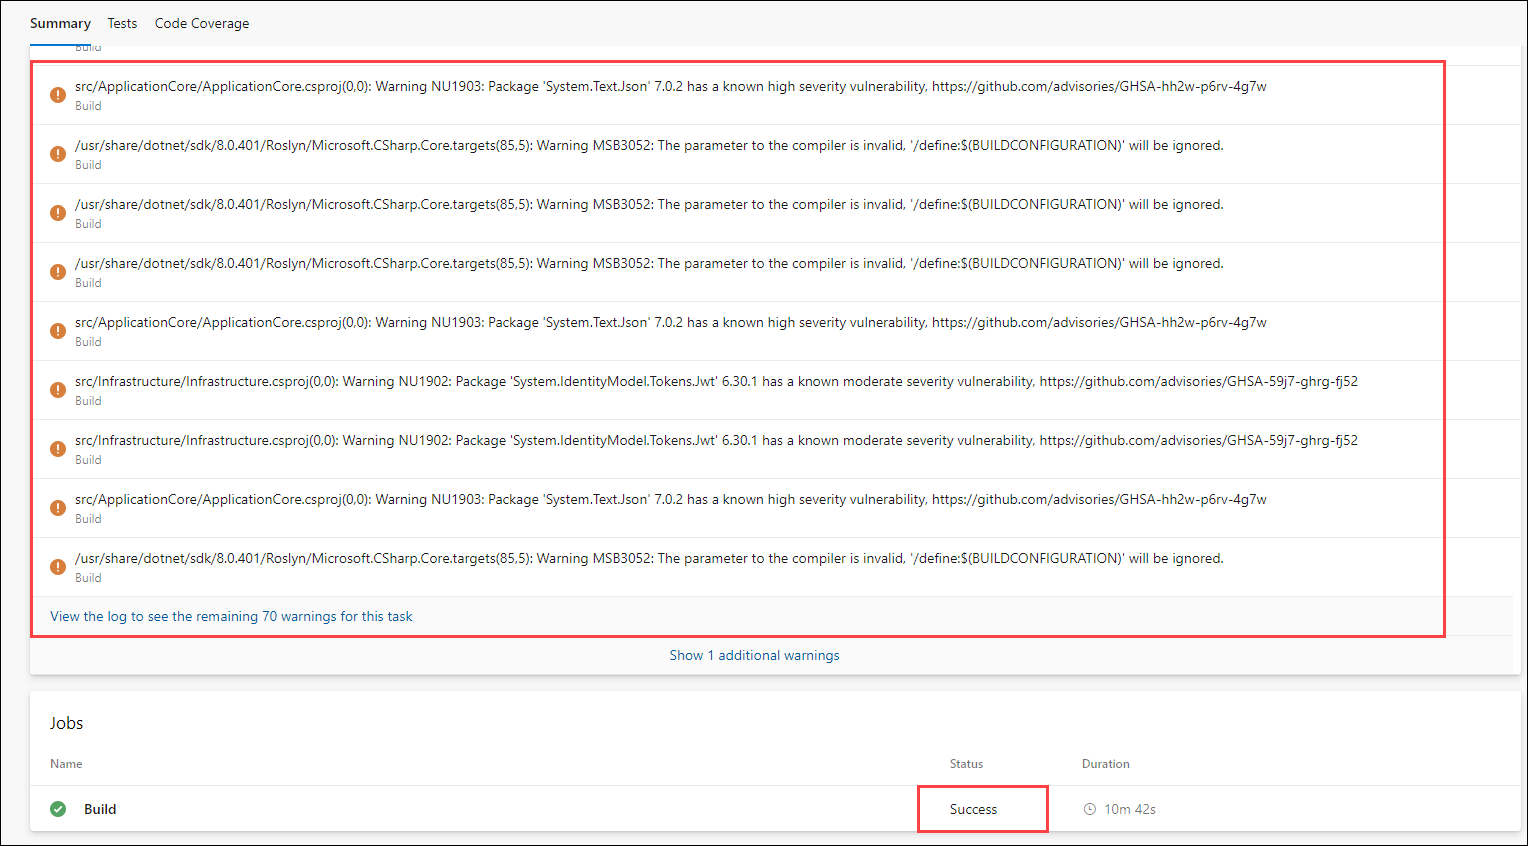 Summary Tests Code Coverage
Build
src/ApplicationCore/ApplicationCore.csproj(0,0): Warning NU1903: Package 'System.Text.Json' 7.0.2 has a known high severity vulnerability, https://github.com/advisories/GHSA-hh2w-p6rv-4g7w
Build
/usr/share/dotnet/sdk/8.0.401/Roslyn/Microsoft.CSharp.Core.targets(85,5): Warning MSB3052: The parameter to the compiler is invalid, '/define:$(BUILDCONFIGURATION)' will be ignored.
Build
/usr/share/dotnet/sdk/8.0.401/Roslyn/Microsoft.CSharp.Core.targets(85,5): Warning MSB3052: The parameter to the compiler is invalid, '/define:$(BUILDCONFIGURATION)' will be ignored.
Build
/usr/share/dotnet/sdk/8.0.401/Roslyn/Microsoft.CSharp.Core.targets(85,5): Warning MSB3052: The parameter to the compiler is invalid, '/define:$(BUILDCONFIGURATION)' will be ignored.
Build
src/ApplicationCore/ApplicationCore.csproj(0,0): Warning NU1903: Package 'System.Text.Json' 7.0.2 has a known high severity vulnerability, https://github.com/advisories/GHSA-hh2w-p6rv-4g7w
Build
src/Infrastructure/Infrastructure.csproj(0,0): Warning NU1902: Package 'System.IdentityModel.Tokens.Jwt' 6.30.1 has a known moderate severity vulnerability, https://github.com/advisories/GHSA-59j7-ghrg-fj52
Build
src/Infrastructure/Infrastructure.csproj(0,0): Warning NU1902: Package 'System.IdentityModel.Tokens.Jwt' 6.30.1 has a known moderate severity vulnerability, https://github.com/advisories/GHSA-59j7-ghrg-fj52
Build
src/ApplicationCore/ApplicationCore.csproj(0,0): Warning NU1903: Package 'System.Text.Json' 7.0.2 has a known high severity vulnerability, https://github.com/advisories/GHSA-hh2w-p6rv-4g7w
Build
/usr/share/dotnet/sdk/8.0.401/Roslyn/Microsoft.CSharp.Core.targets(85,5): Warning MSB3052: The parameter to the compiler is invalid, '/define:$(BUILDCONFIGURATION)' will be ignored.
Build
View the log to see the remaining 70 warnings for this task
Show 1 additional warnings
Jobs
Name Status Duration
Build Success 10m 42s